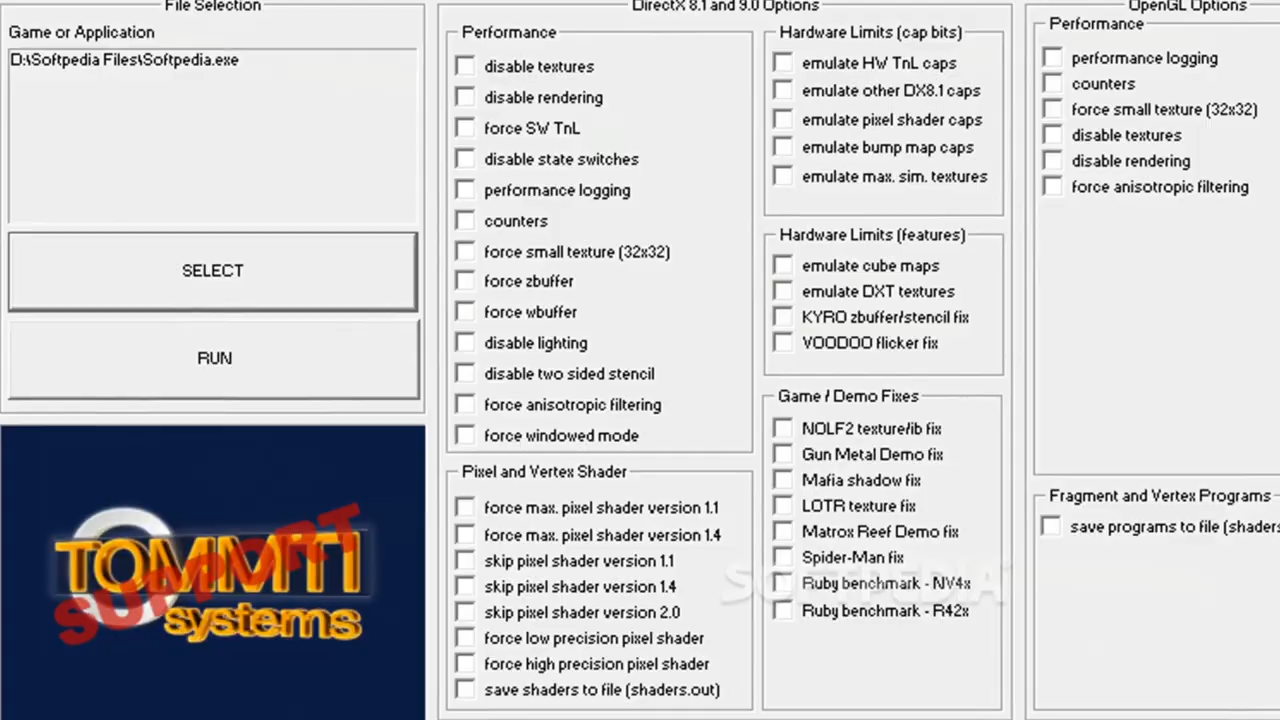 File Selection
Game or Application
D:\Softpedia Files\Softpedia.exe
SELECT
RUN
TOMMTI
SUPPORT
systems
DirectX 8.1 and 9.0 Options
Performance
disable textures
disable rendering
force SW TnL
disable state switches
performance logging
counters
force small texture (32x32)
force zbuffer
force wbuffer
disable lighting
disable two sided stencil
force anisotropic filtering
force windowed mode
Pixel and Vertex Shader
force max. pixel shader version 1.1
force max. pixel shader version 1.4
skip pixel shader version 1.1
skip pixel shader version 1.4
skip pixel shader version 2.0
force low precision pixel shader
force high precision pixel shader
save shaders to file (shaders.out)
Hardware Limits (cap bits)
emulate HW TnL caps
emulate other DX8.1 caps
emulate pixel shader caps
emulate bump map caps
emulate max. sim. textures
Hardware Limits (features)
emulate cube maps
emulate DXT textures
KYRO zbuffer/stencil fix
VOODOO flicker fix
Game / Demo Fixes
NOLF2 texture/ib fix
Gun Metal Demo fix
Mafia shadow fix
LOTR texture fix
Matrox Reef Demo fix
Spider-Man fix
Ruby benchmark - NV4x
Ruby benchmark - R42x
SOFTPEDIA
OpenGL Options
Performance
performance logging
counters
force small texture (32x32)
disable textures
disable rendering
force anisotropic filtering
Fragment and Vertex Programs
save programs to file (shaders